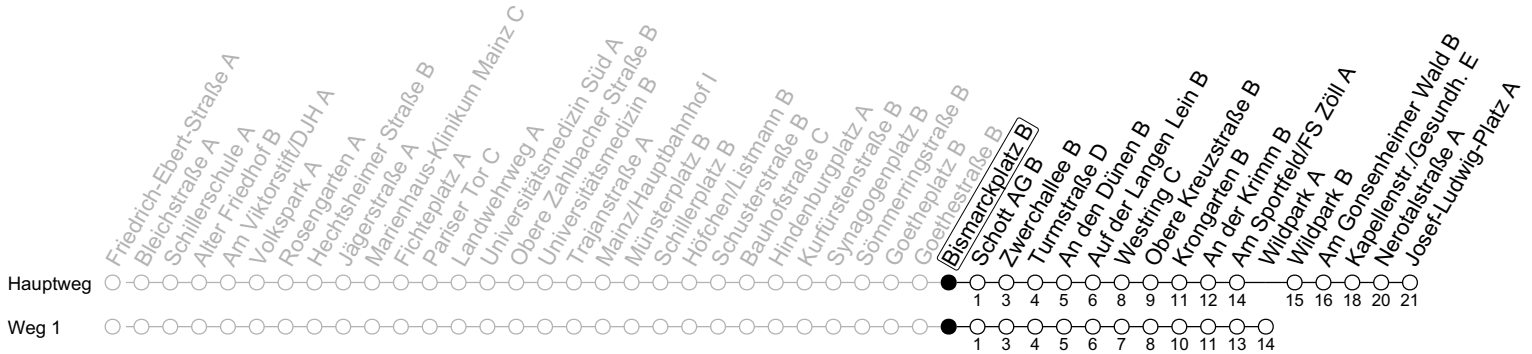 Friedrich-Ebert-Straße A
Bleichstraße A
Schillerschule A
Alter Friedhof B
Am Viktorstift/DJH A
Volkspark A
Rosengarten A
Hechtsheimer Straße B
Jägerstraße A
Marienhaus-Klinikum Mainz C
Fichteplatz A
Pariser Tor C
Landwehrweg A
Universitätsmedizin Süd A
Obere Zahlbacher Straße B
Universitätsmedizin B
Trajanstraße A
Mainz/Hauptbahnhof I
Münsterplatz B
Schillerplatz B
Höfchen/Listmann B
Schusterstraße B
Bauhofstraße C
Hindenburgplatz A
Kurfürstenstraße B
Synagogenplatz B
Sömmerringstraße B
Goetheplatz B
Goethestraße B
Bismarckplatz B
Schott AG B
Zwerchallee B
Turmstraße D
An den Dünen B
Auf der Langen Lein B
Westring C
Obere Kreuzstraße B
Krongarten B
An der Krimm B
Am Sportfeld/FS Zöll A
Wildpark A
Wildpark B
Am Gonsenheimer Wald B
Kapellenstr./Gesundh. E
Nerotalstraße A
Josef-Ludwig-Platz A
Hauptweg
1 3 4 5 6 8 9 11 12 14 15 16 18 20 21
Weg 1
1 3 4 6 7 8 10 11 13 14